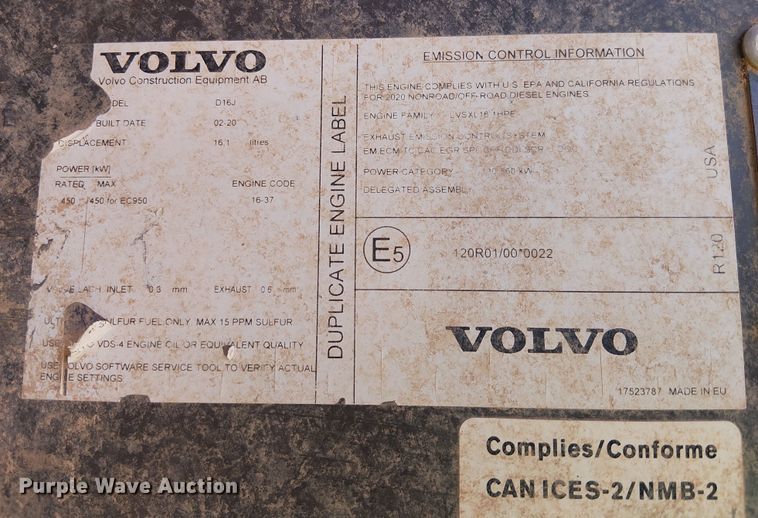 VOLVO
Volvo Construction Equipment AB
DEL D16J
BUILT DATE 02-20
DISPLACEMENT 16,1 litres
POWER [kW]
RATED MAX ENGINE CODE
450 450 for EC950 16-37
INLET 0.3 mm EXHAUST 0.6 mm
SULFUR FUEL ONLY, MAX 15 PPM SULFUR
VDS-4 ENGINE OIL OR EQUIVALENT QUALITY
USE VOLVO SOFTWARE SERVICE TOOL TO VERIFY ACTUAL
ENGINE SETTINGS
DUPLICATE ENGINE LABEL
EMISSION CONTROL INFORMATION
THIS ENGINE COMPLIES WITH U.S. EPA AND CALIFORNIA REGULATIONS
FOR 2020 NONROAD/OFF-ROAD DIESEL ENGINES.
ENGINE FAMILY
EXHAUST EMISSION CONTROL SYSTEM
POWER CATEGORY kW
DELEGATED ASSEMBLY
USA
E5
120R01/00*0022
R120
VOLVO
17523787 MADE IN EU
Complies/Conforme
CAN ICES-2/NMB-2
Purple Wave Auction